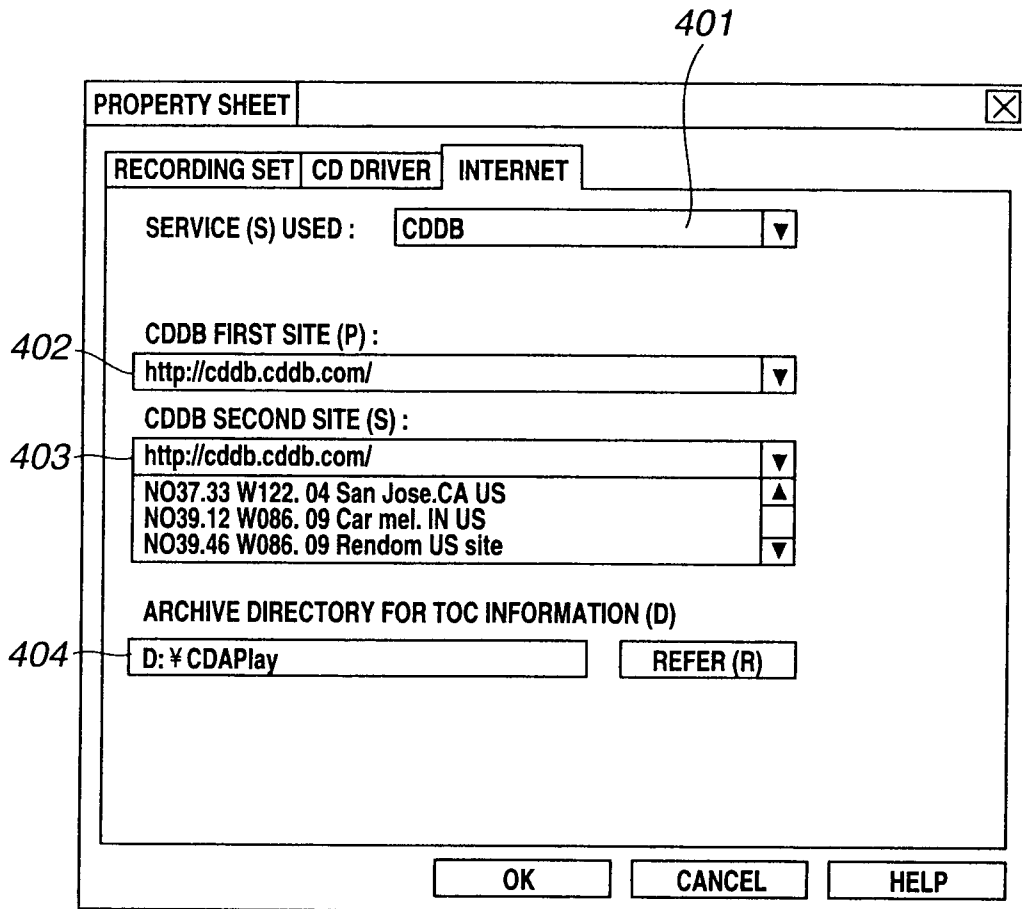 401
PROPERTY SHEET
RECORDING SET CD DRIVER INTERNET
SERVICE (S) USED : CDDB
CDDB FIRST SITE (P) :
402
http://cddb.cddb.com/
CDDB SECOND SITE (S) :
403
http://cddb.cddb.com/
NO37.33 W122. 04 San Jose.CA US
NO39.12 W086. 09 Car mel. IN US
NO39.46 W086. 09 Rendom US site
ARCHIVE DIRECTORY FOR TOC INFORMATION (D)
404
D: ¥ CDAPlay REFER (R)
OK CANCEL HELP